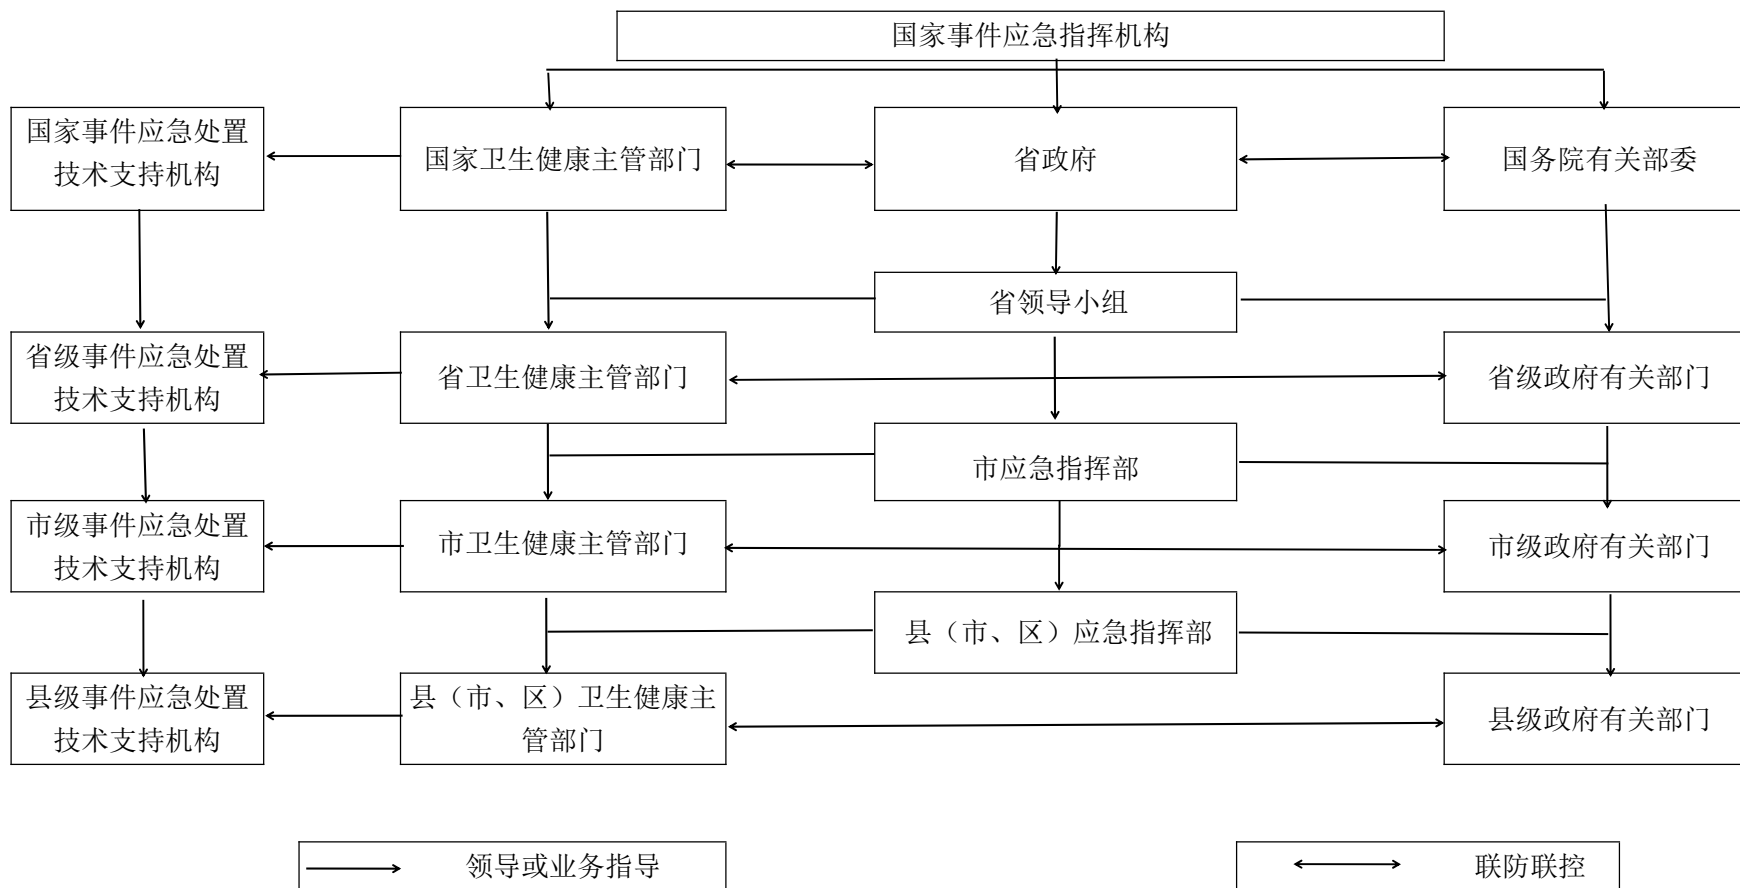 国家事件应急指挥机构
国家事件应急处置
技术支持机构
国家卫生健康主管部门
省政府
国务院有关部委
省领导小组
省级事件应急处置
技术支持机构
省卫生健康主管部门
省级政府有关部门
市应急指挥部
市级事件应急处置
技术支持机构
市卫生健康主管部门
市级政府有关部门
县（市、区）应急指挥部
县级事件应急处置
技术支持机构
县（市、区）卫生健康主
管部门
县级政府有关部门
领导或业务指导
联防联控